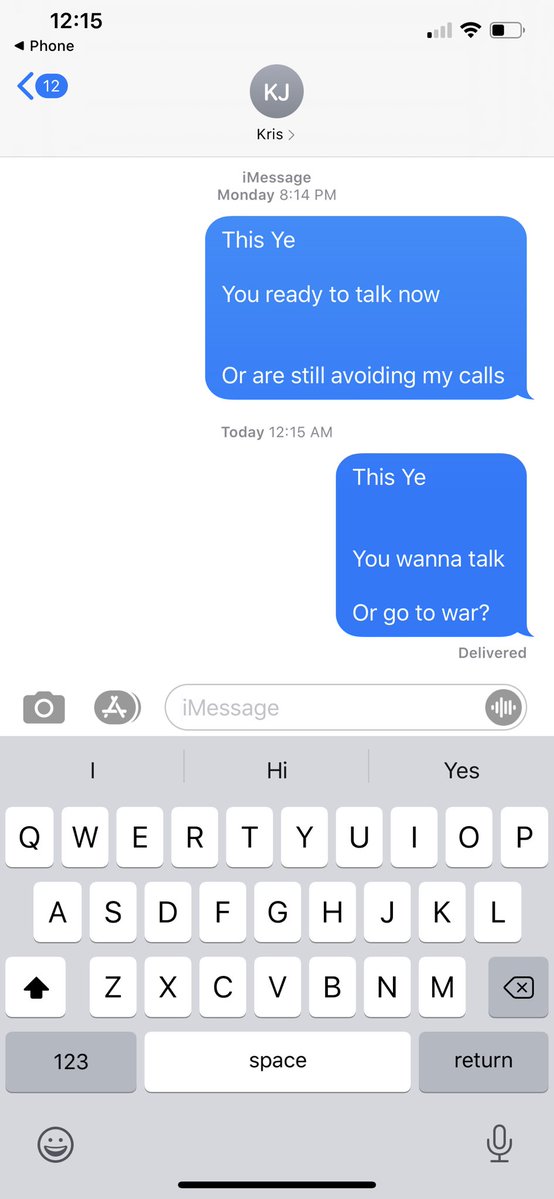 12:15
◀ Phone
12
KJ
Kris >
iMessage
Monday 8:14 PM
This Ye
You ready to talk now
Or are still avoiding my calls
Today 12:15 AM
This Ye
You wanna talk
Or go to war?
Delivered
iMessage
I Hi Yes
Q W E R T Y U I O P
A S D F G H J K L
Z X C V B N M
123 space return